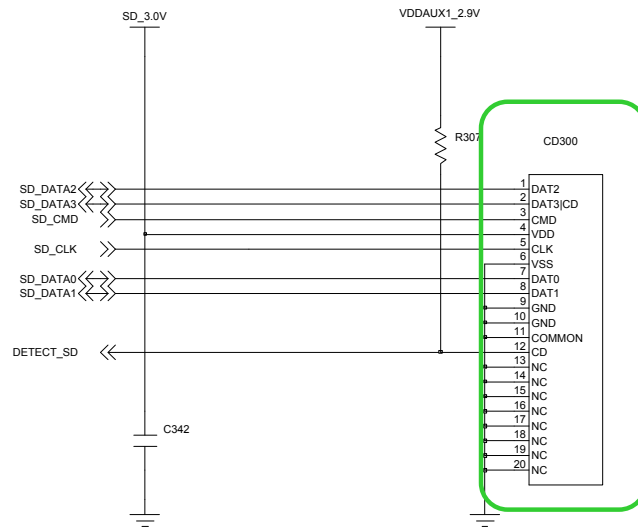 SD_3.0V
VDDAUX1_2.9V
R307
CD300
SD_DATA2 1 DAT2
SD_DATA3 2 DAT3|CD
SD_CMD 3 CMD
4 VDD
SD_CLK 5 CLK
6 VSS
SD_DATA0 7 DAT0
SD_DATA1 8 DAT1
9 GND
10 GND
11 COMMON
DETECT_SD 12 CD
13 NC
14 NC
15 NC
16 NC
17 NC
18 NC
19 NC
20 NC
C342